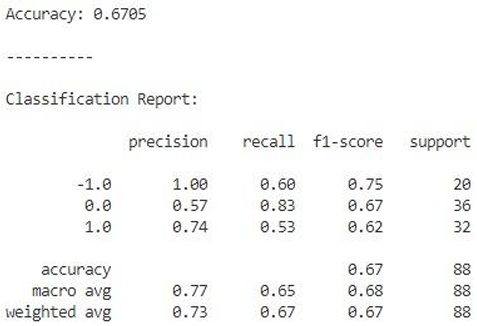 Accuracy: 0.6705
----------
Classification Report:
precision recall f1-score support
-1.0 1.00 0.60 0.75 20
0.0 0.57 0.83 0.67 36
1.0 0.74 0.53 0.62 32
accuracy 0.67 88
macro avg 0.77 0.65 0.68 88
weighted avg 0.73 0.67 0.67 88